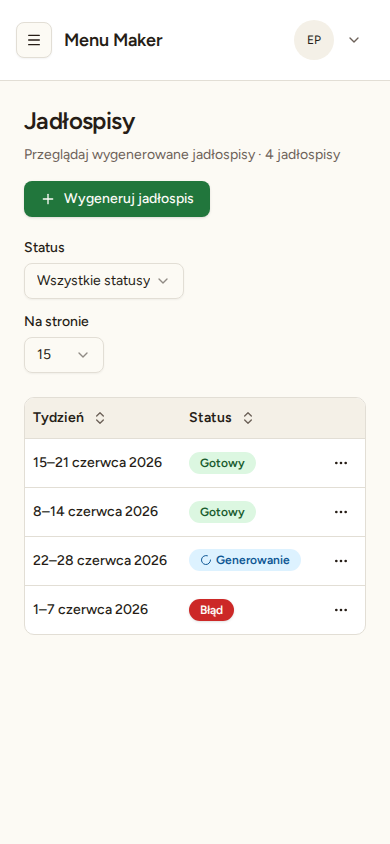 Menu Maker
EP
Jadłospisy
Przeglądaj wygenerowane jadłospisy · 4 jadłospisy
Wygeneruj jadłospis
Status
Wszystkie statusy
Na stronie
15
Tydzień Status
15–21 czerwca 2026 Gotowy
8–14 czerwca 2026 Gotowy
22–28 czerwca 2026 Generowanie
1–7 czerwca 2026 Błąd